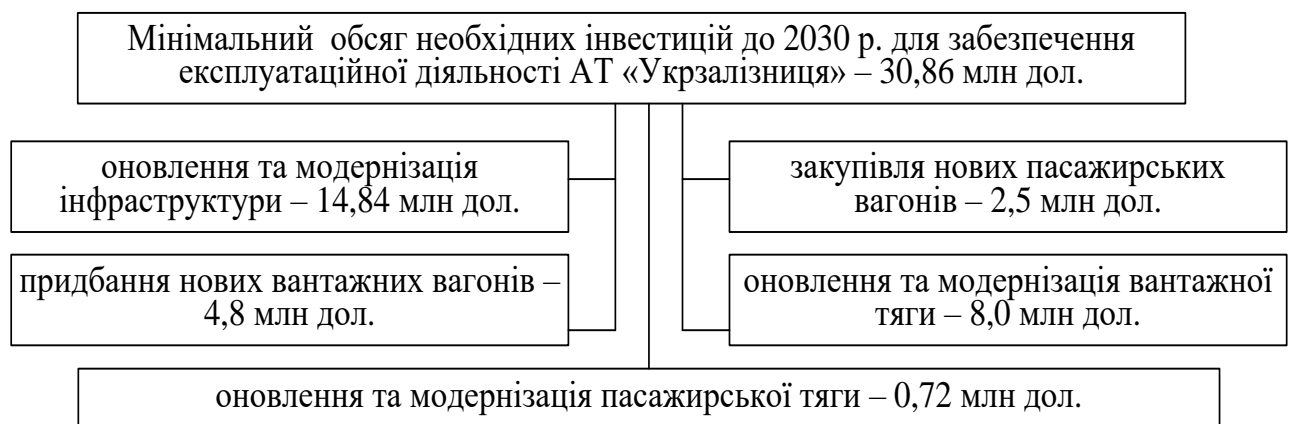 Мінімальний обсяг необхідних інвестицій до 2030 р. для забезпечення
експлуатаційної діяльності АТ «Укрзалізниця» – 30,86 млн дол.
оновлення та модернізація
інфраструктури – 14,84 млн дол.
закупівля нових пасажирських
вагонів – 2,5 млн дол.
придбання нових вантажних вагонів –
4,8 млн дол.
оновлення та модернізація вантажної
тяги – 8,0 млн дол.
оновлення та модернізація пасажирської тяги – 0,72 млн дол.